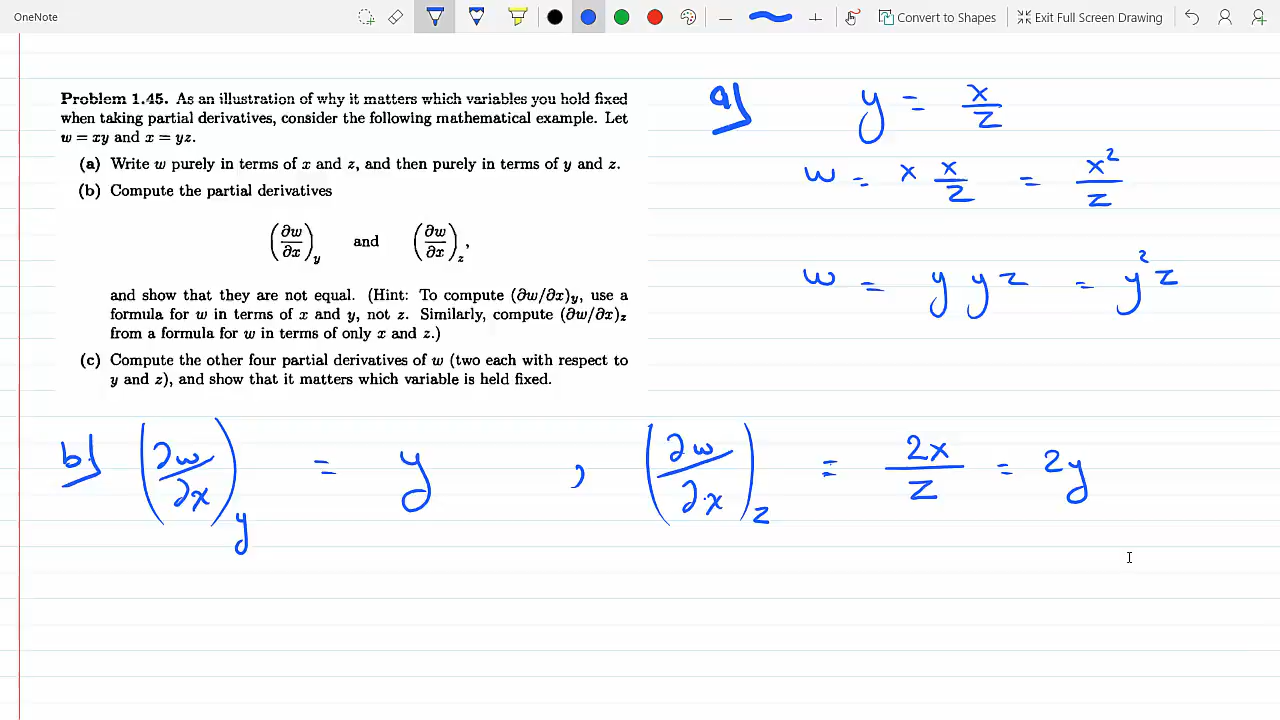 OneNote
Convert to Shapes
Exit Full Screen Drawing
Problem 1.45. As an illustration of why it matters which variables you hold fixed
when taking partial derivatives, consider the following mathematical example. Let
w = xy and x = yz.
(a) Write w purely in terms of x and z, and then purely in terms of y and z.
(b) Compute the partial derivatives
(∂w/∂x)_y and (∂w/∂x)_z,
and show that they are not equal. (Hint: To compute (∂w/∂x)_y, use a
formula for w in terms of x and y, not z. Similarly, compute (∂w/∂x)_z
from a formula for w in terms of only x and z.)
(c) Compute the other four partial derivatives of w (two each with respect to
y and z), and show that it matters which variable is held fixed.
a) y = x/z
w = x x/z = x²/z
w = y y z = y² z
b) (∂w/∂x)_y = y , (∂w/∂x)_z = 2x/z = 2y